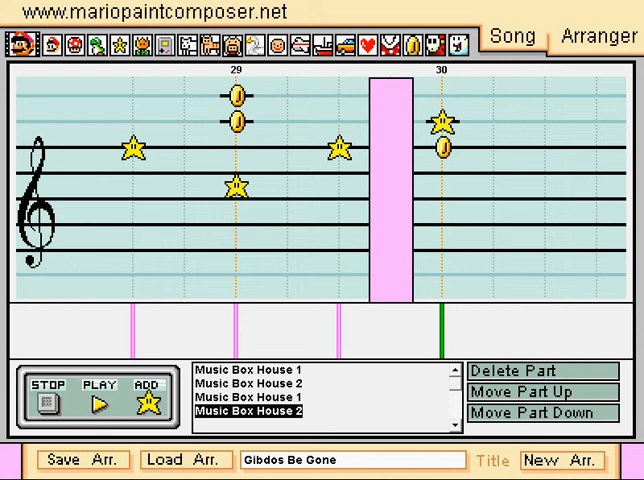 www.mariopaintcomposer.net
Song
Arranger
29
30
STOP
PLAY
ADD
Music Box House 1
Music Box House 2
Music Box House 1
Music Box House 2
Delete Part
Move Part Up
Move Part Down
Save Arr.
Load Arr.
Gibdos Be Gone
Title
New Arr.